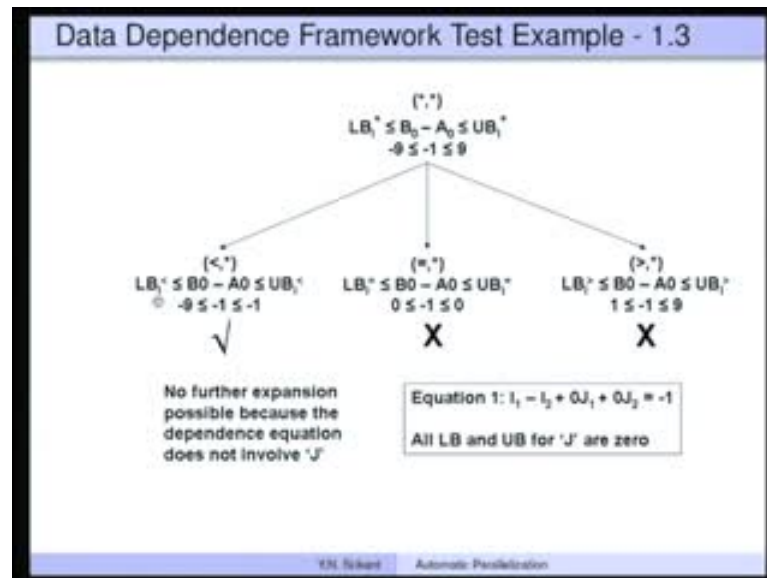 Data Dependence Framework Test Example - 1.3
(*,*)
LB₁* ≤ B₀ – A₀ ≤ UB₁*
-9 ≤ -1 ≤ 9
(<,*)
LB₁< ≤ B0 – A0 ≤ UB₁<
-9 ≤ -1 ≤ -1
√
(=,*)
LB₁= ≤ B0 – A0 ≤ UB₁=
0 ≤ -1 ≤ 0
X
(>,*)
LB₁> ≤ B0 – A0 ≤ UB₁>
1 ≤ -1 ≤ 9
X
No further expansion
possible because the
dependence equation
does not involve 'J'
Equation 1: I₁ – I₂ + 0J₁ + 0J₂ = -1
All LB and UB for 'J' are zero
Y.N. Srikant
Automatic Parallelization